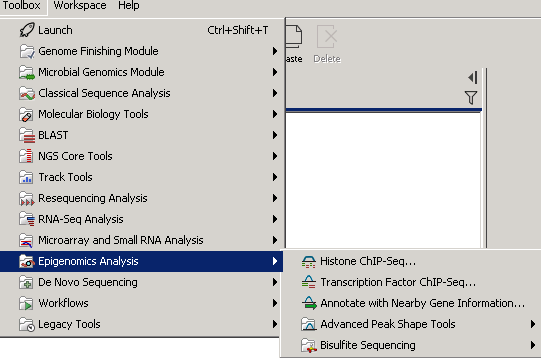 Toolbox Workspace Help
Launch Ctrl+Shift+T
Genome Finishing Module
Microbial Genomics Module
Classical Sequence Analysis
Molecular Biology Tools
BLAST
NGS Core Tools
Track Tools
Resequencing Analysis
RNA-Seq Analysis
Microarray and Small RNA Analysis
Epigenomics Analysis
De Novo Sequencing
Workflows
Legacy Tools
aste Delete
Histone ChIP-Seq...
Transcription Factor ChIP-Seq...
Annotate with Nearby Gene Information...
Advanced Peak Shape Tools
Bisulfite Sequencing